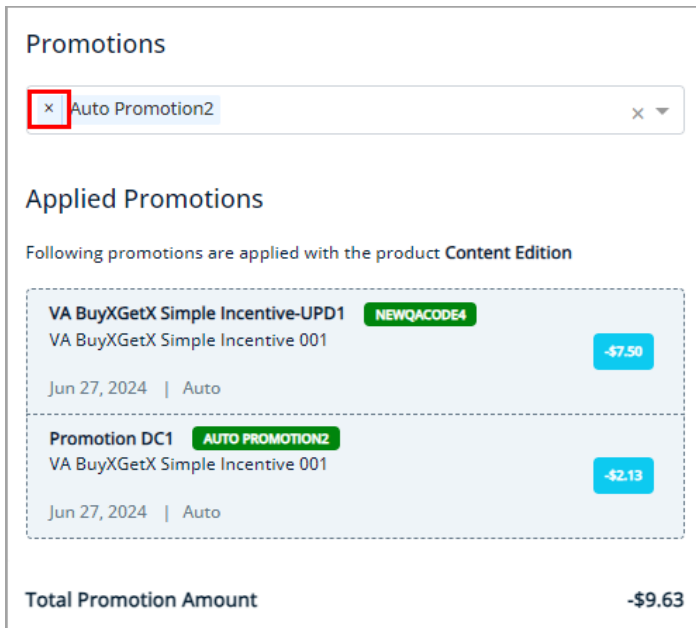 Promotions
× Auto Promotion2 ×
Applied Promotions
Following promotions are applied with the product Content Edition
VA BuyXGetX Simple Incentive-UPD1 NEWQACODE4
VA BuyXGetX Simple Incentive 001
-$7.50
Jun 27, 2024 | Auto
Promotion DC1 AUTO PROMOTION2
VA BuyXGetX Simple Incentive 001
-$2.13
Jun 27, 2024 | Auto
Total Promotion Amount -$9.63